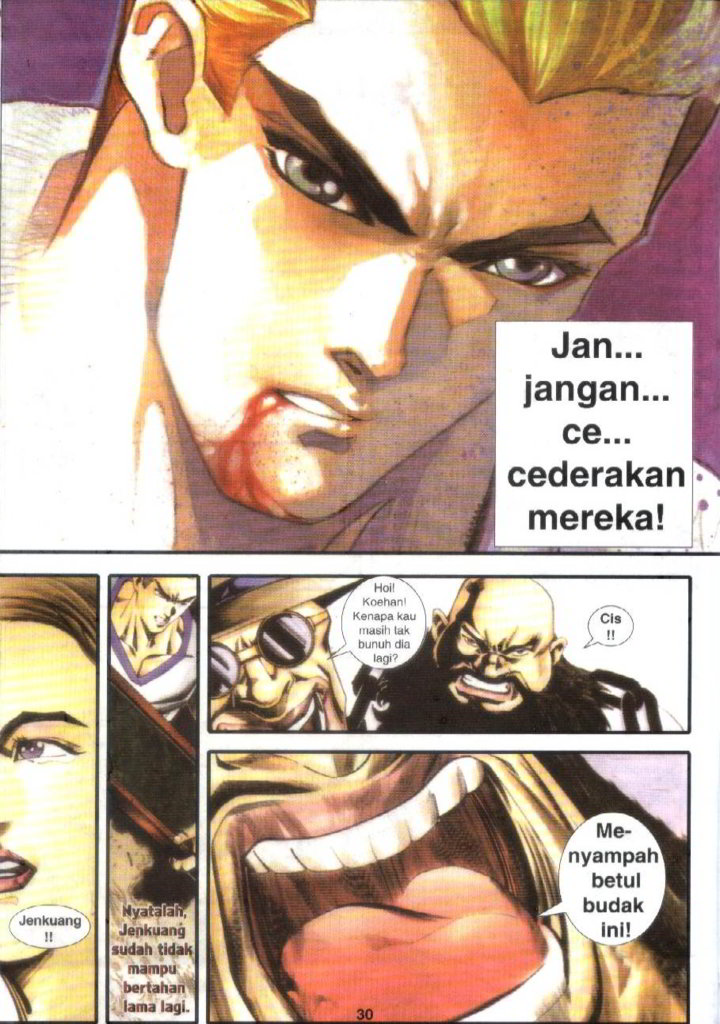 Jan...
jangan...
ce...
cederakan
mereka!
Jenkuang
!!
Nyatalah,
Jenkuang
sudah tidak
mampu
bertahan
lama lagi.
Hoi!
Koehan!
Kenapa kau
masih tak
bunuh dia
lagi?
Cis
!!
Me-
nyampah
betul
budak
ini!
30